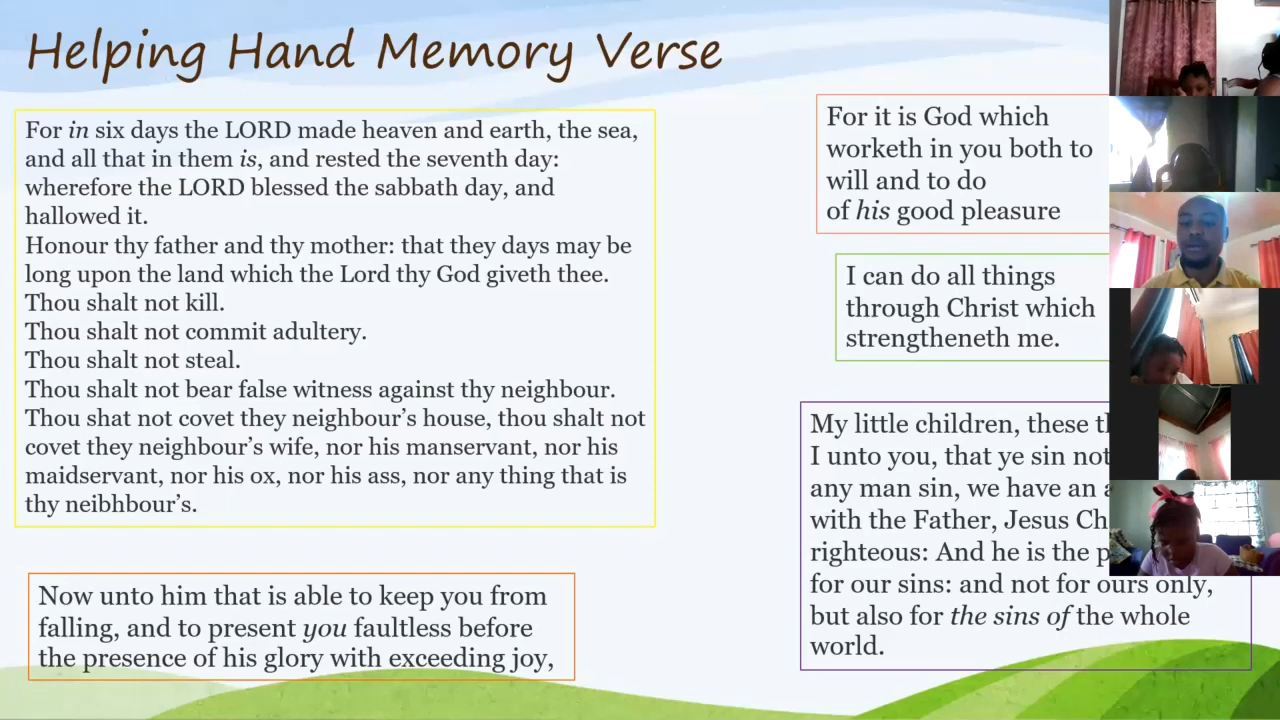 Helping Hand Memory Verse
For in six days the LORD made heaven and earth, the sea,
and all that in them is, and rested the seventh day:
wherefore the LORD blessed the sabbath day, and
hallowed it.
Honour thy father and thy mother: that they days may be
long upon the land which the Lord thy God giveth thee.
Thou shalt not kill.
Thou shalt not commit adultery.
Thou shalt not steal.
Thou shalt not bear false witness against thy neighbour.
Thou shat not covet they neighbour's house, thou shalt not
covet they neighbour's wife, nor his manservant, nor his
maidservant, nor his ox, nor his ass, nor any thing that is
thy neibhbour's.
Now unto him that is able to keep you from
falling, and to present you faultless before
the presence of his glory with exceeding joy,
For it is God which
worketh in you both to
will and to do
of his good pleasure
I can do all things
through Christ which
strengtheneth me.
My little children, these
I unto you, that ye sin not
any man sin, we have an
with the Father, Jesus
righteous: And he is the
for our sins: and not for ours only,
but also for the sins of the whole
world.